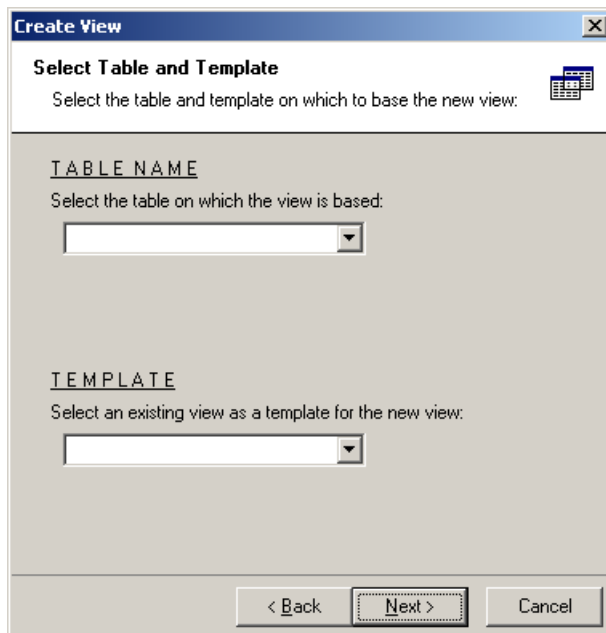 Create View
Select Table and Template
Select the table and template on which to base the new view:
TABLE NAME
Select the table on which the view is based:
TEMPLATE
Select an existing view as a template for the new view:
< Back
Next >
Cancel